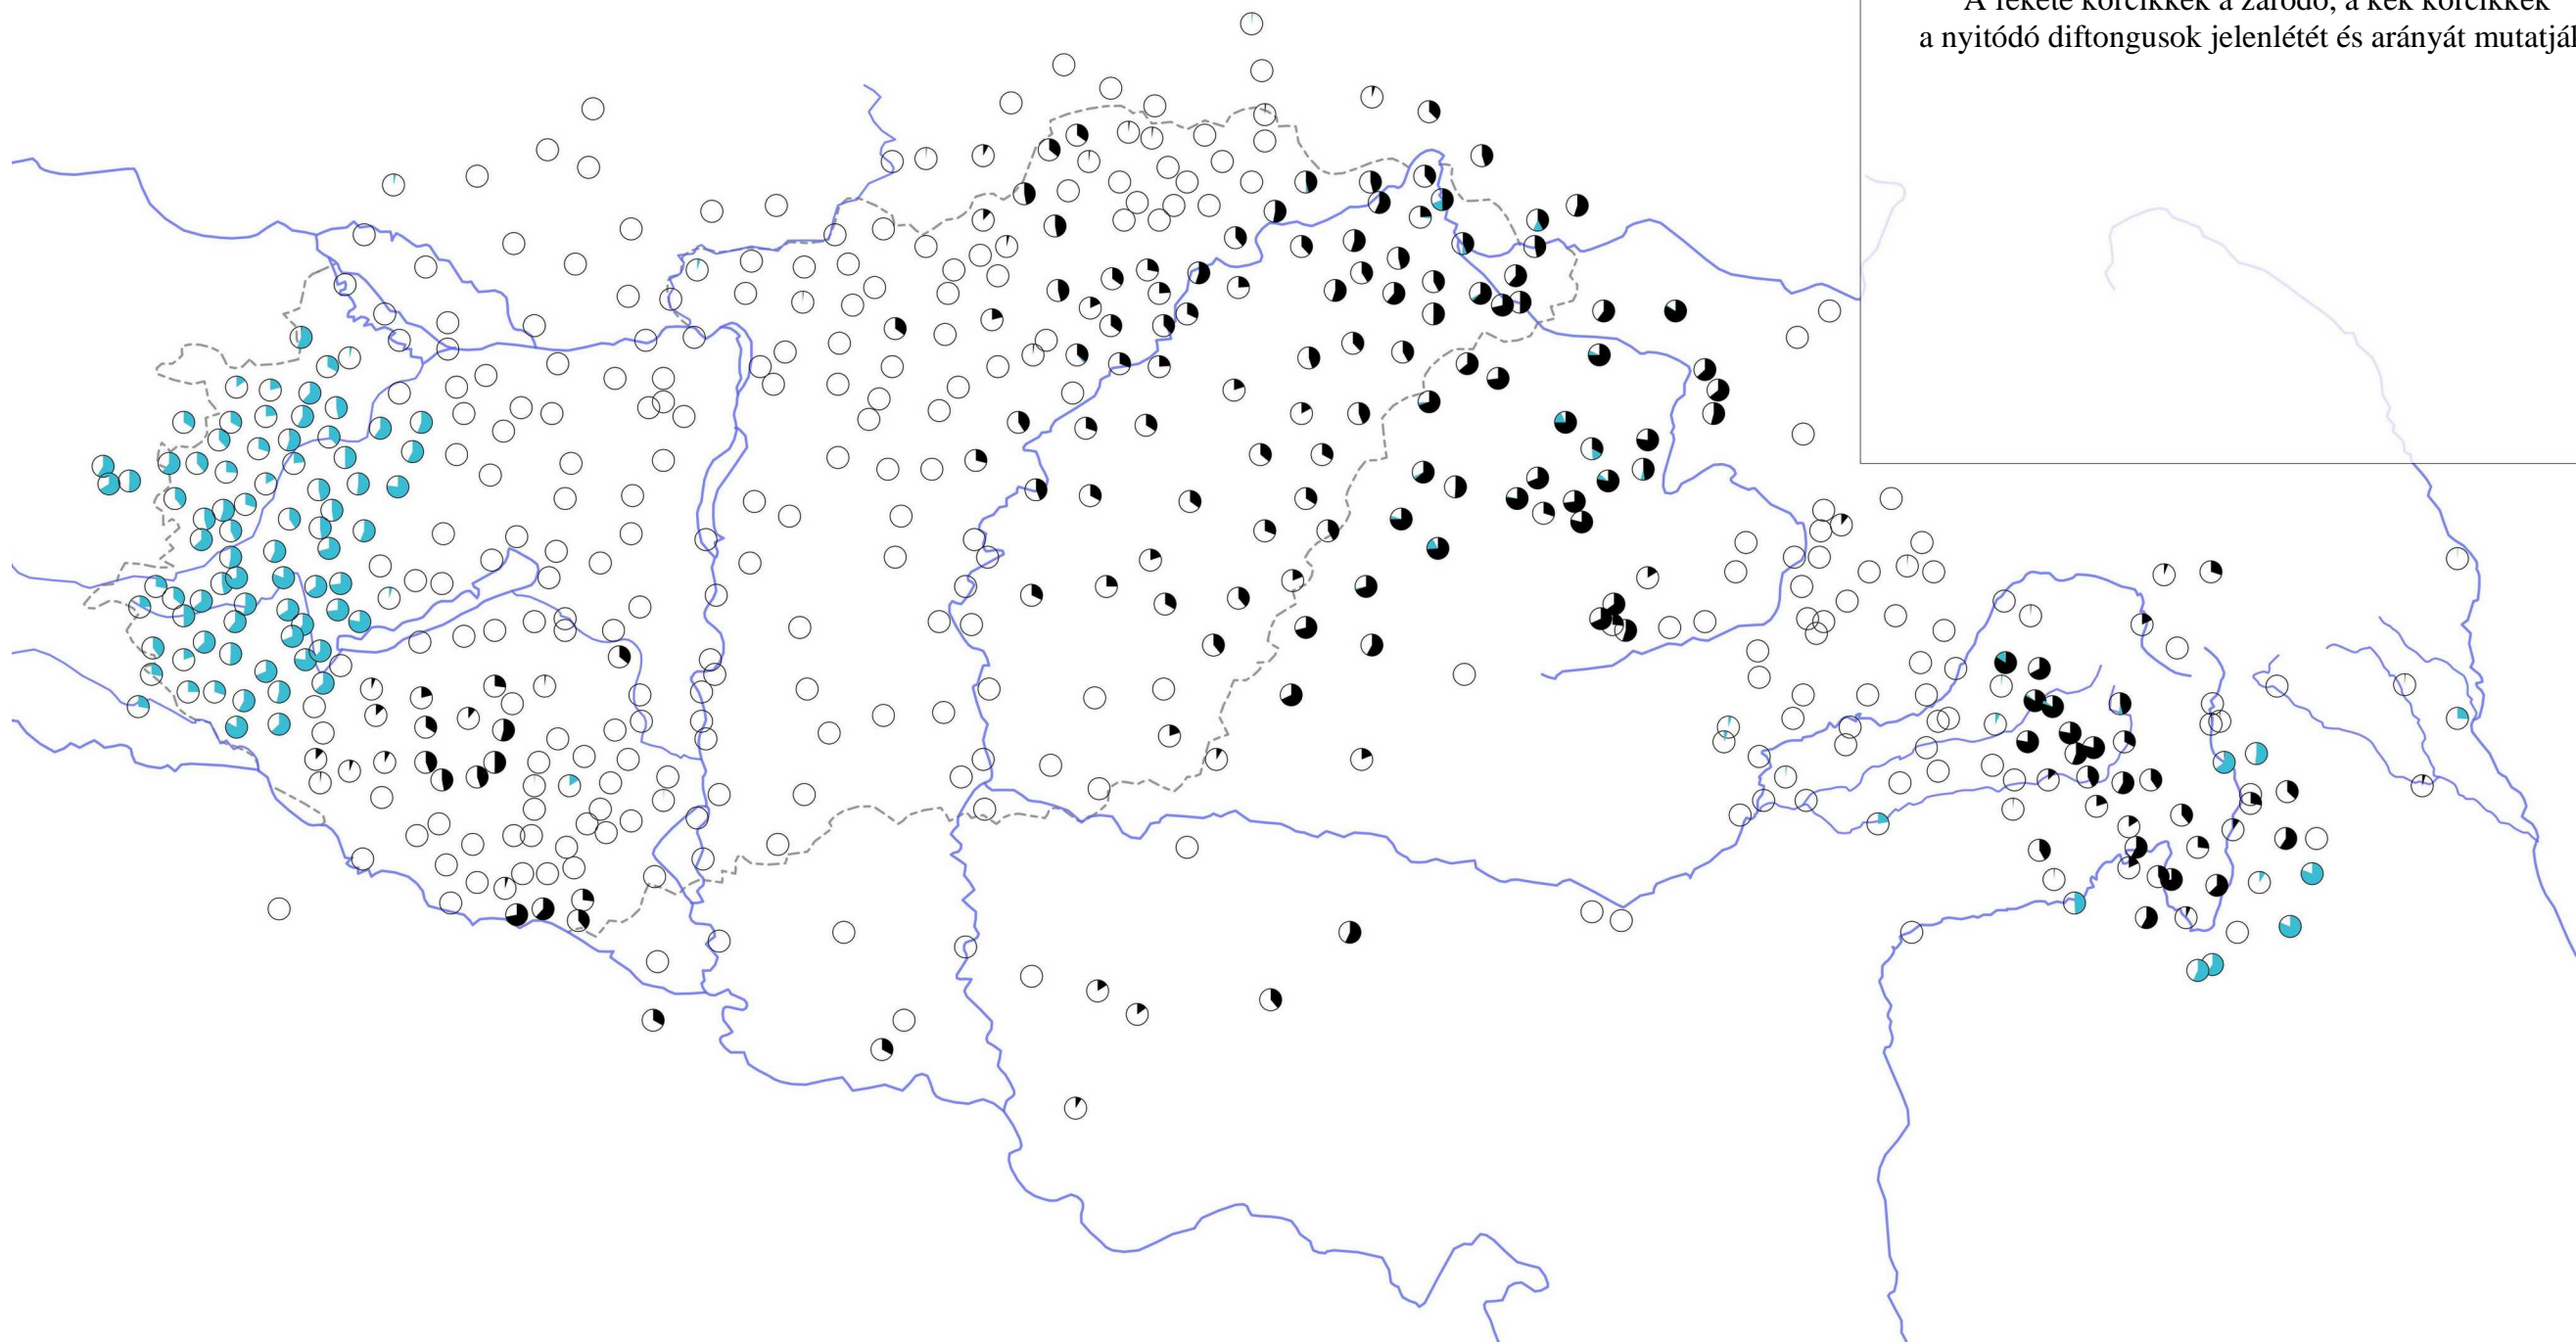 A fekete körcikkek a záródó, a kék körcikkek
a nyitódó diftongusok jelenlétét és arányát